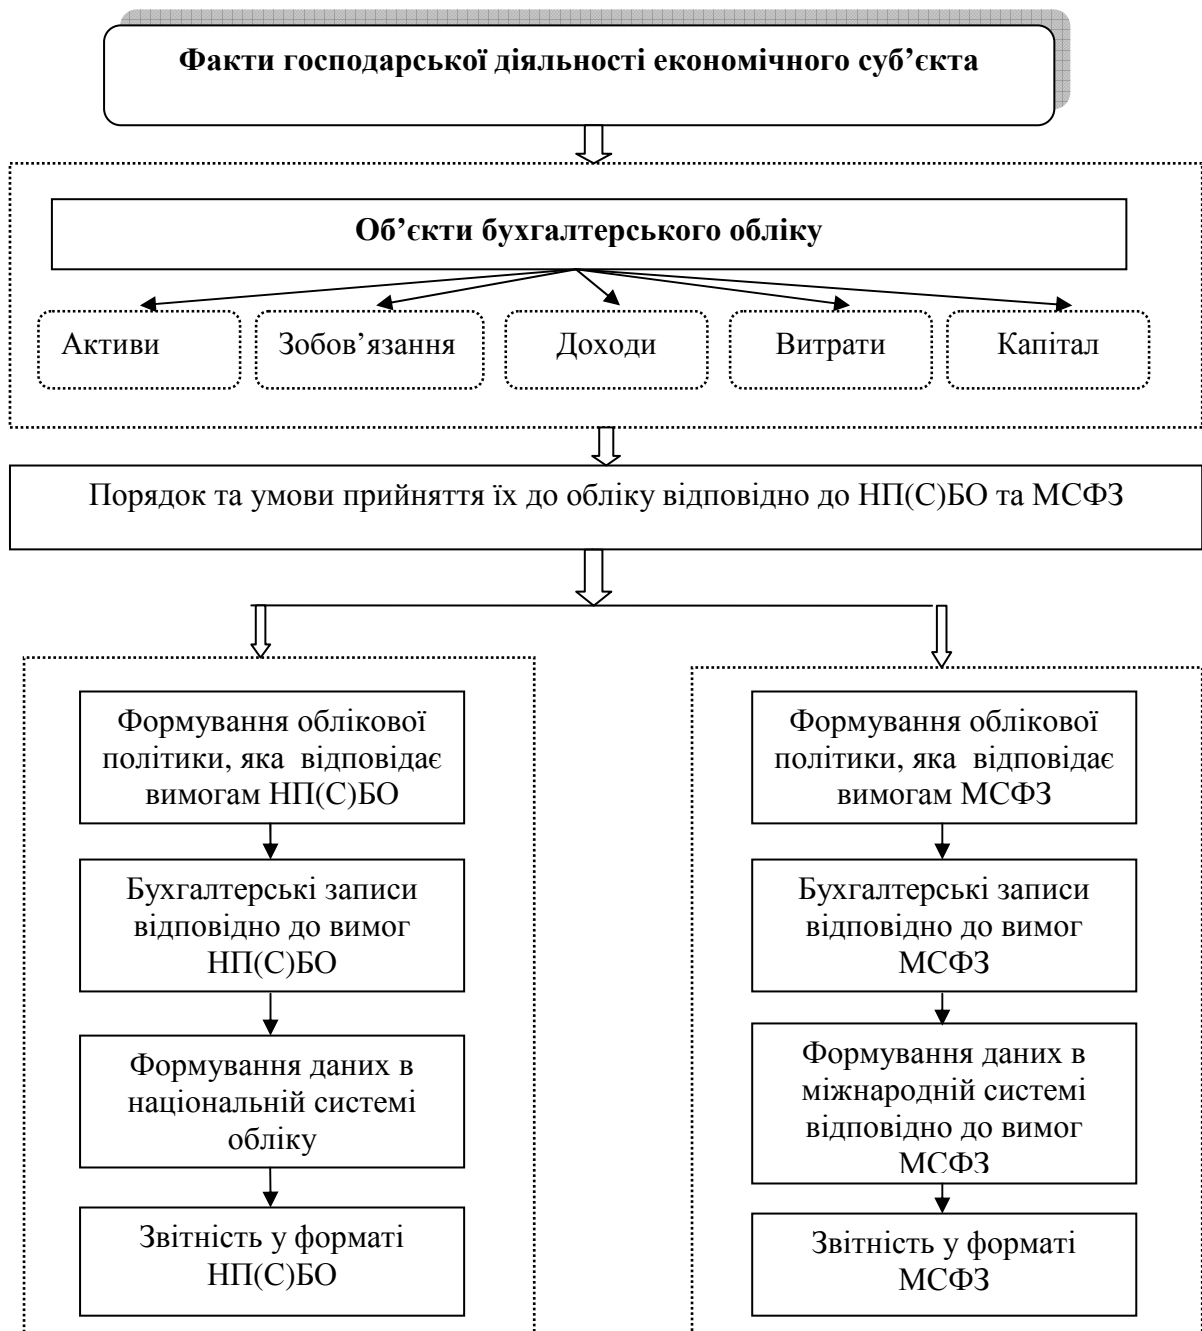 Факти господарської діяльності економічного суб’єкта
Об’єкти бухгалтерського обліку
Активи
Зобов’язання
Доходи
Витрати
Капітал
Порядок та умови прийняття їх до обліку відповідно до НП(С)БО та МСФЗ
Формування облікової
політики, яка відповідає
вимогам НП(С)БО
Бухгалтерські записи
відповідно до вимог
НП(С)БО
Формування даних в
національній системі
обліку
Звітність у форматі
НП(С)БО
Формування облікової
політики, яка відповідає
вимогам МСФЗ
Бухгалтерські записи
відповідно до вимог
МСФЗ
Формування даних в
міжнародній системі
відповідно до вимог
МСФЗ
Звітність у форматі
МСФЗ